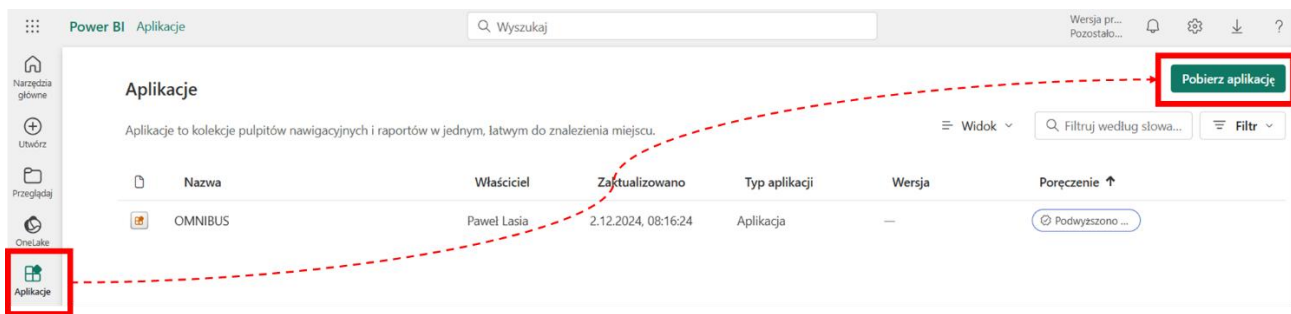 Power BI Aplikacje
Wyszukaj
Wersja pr...
Pozostało...
?
Narzędzia
główne
Utwórz
Przeglądaj
OneLake
Aplikacje
Aplikacje
Pobierz aplikację
Aplikacje to kolekcje pulpitów nawigacyjnych i raportów w jednym, łatwym do znalezienia miejscu.
Widok
Filtruj według słowa...
Filtr
Nazwa Właściciel Zaktualizowano Typ aplikacji Wersja Poręczenie ↑
OMNIBUS Paweł Lasia 2.12.2024, 08:16:24 Aplikacja — Podwyższono ...